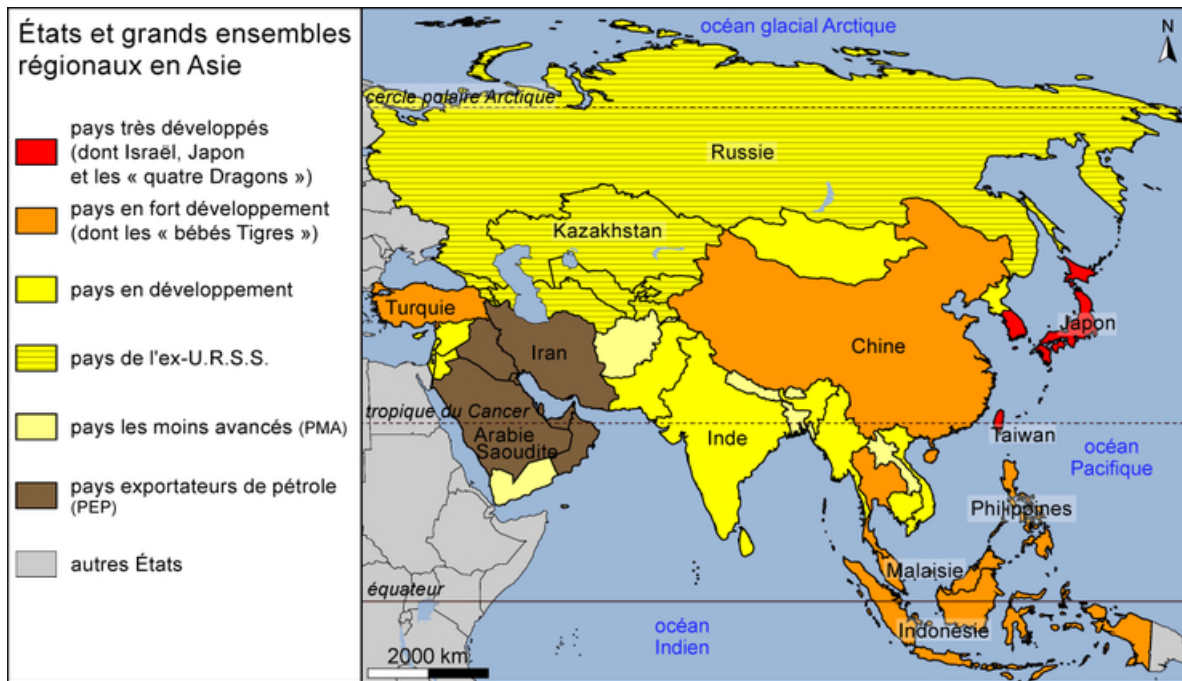 États et grands ensembles
régionaux en Asie
pays très développés
(dont Israël, Japon
et les « quatre Dragons »)
pays en fort développement
(dont les « bébés Tigres »)
pays en développement
pays de l'ex-U.R.S.S.
pays les moins avancés (PMA)
pays exportateurs de pétrole
(PEP)
autres États
océan glacial Arctique
N
cercle polaire Arctique
Russie
Kazakhstan
Turquie
Japon
Iran
Chine
tropique du Cancer
Arabie
Saoudite
Inde
Taiwan
océan
Pacifique
Philippines
Malaisie
équateur
océan
Indien
Indonésie
2000 km